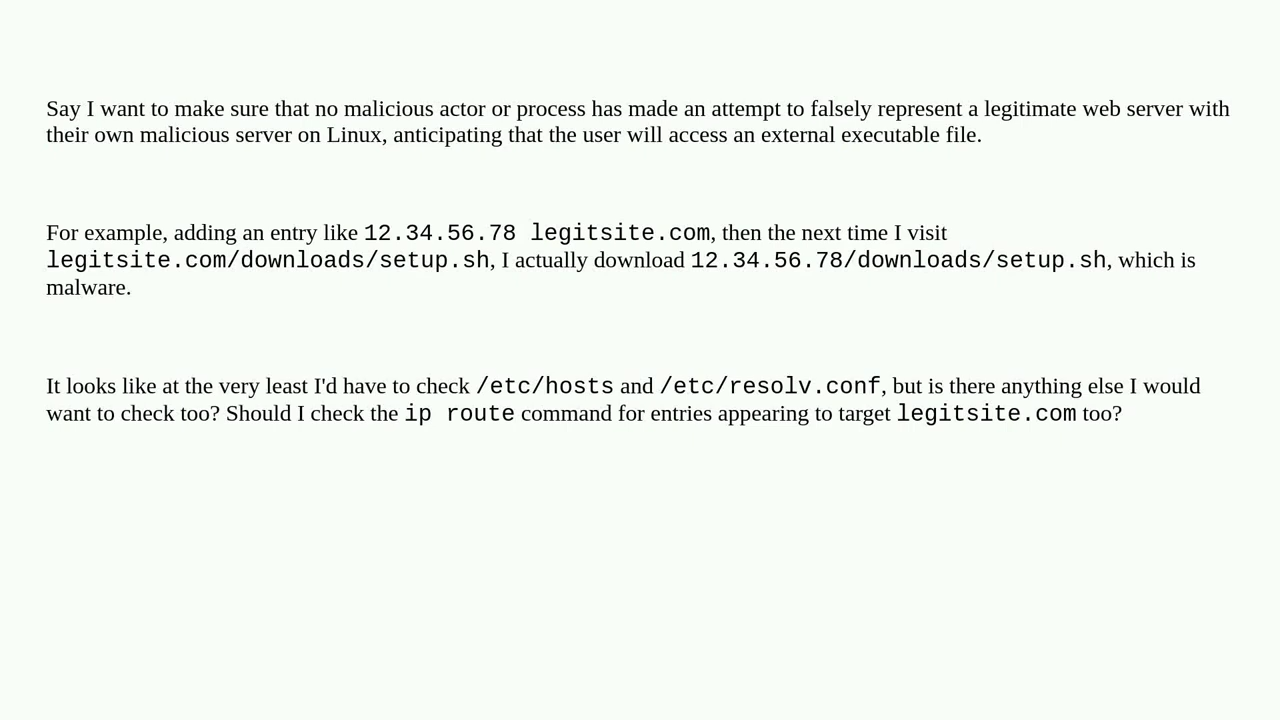 Say I want to make sure that no malicious actor or process has made an attempt to falsely represent a legitimate web server with
their own malicious server on Linux, anticipating that the user will access an external executable file.
For example, adding an entry like 12.34.56.78 legitsite.com, then the next time I visit
legitsite.com/downloads/setup.sh, I actually download 12.34.56.78/downloads/setup.sh, which is
malware.
It looks like at the very least I'd have to check /etc/hosts and /etc/resolv.conf, but is there anything else I would
want to check too? Should I check the ip route command for entries appearing to target legitsite.com too?